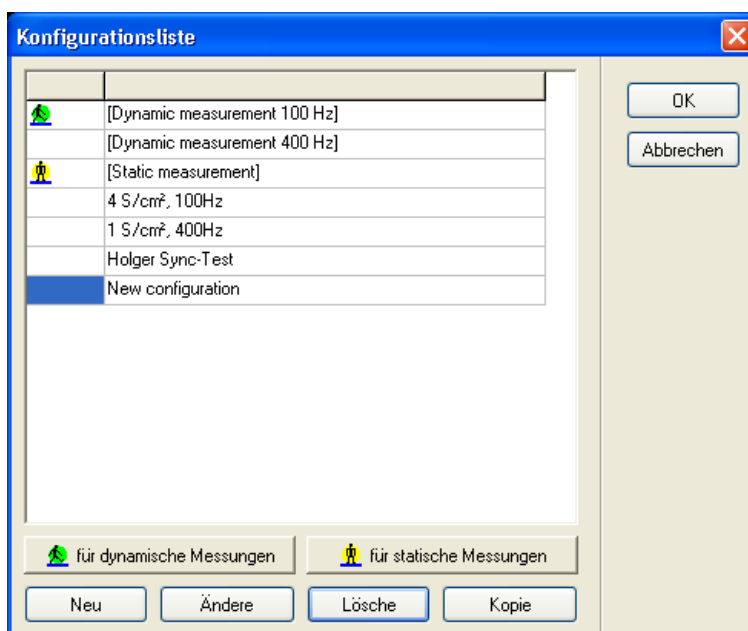 Konfigurationsliste
[Dynamic measurement 100 Hz]
[Dynamic measurement 400 Hz]
[Static measurement]
4 S/cm², 100Hz
1 S/cm², 400Hz
Holger Sync-Test
New configuration
OK
Abbrechen
für dynamische Messungen
für statische Messungen
Neu
Ändere
Lösche
Kopie